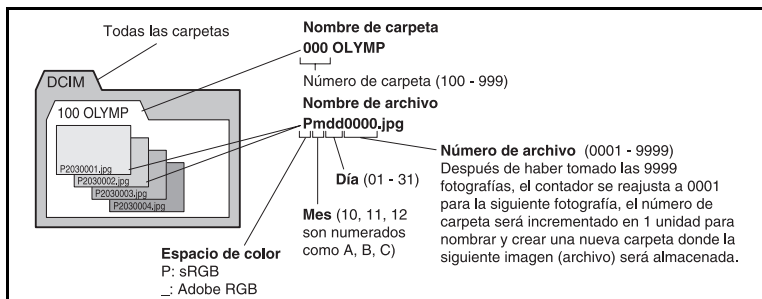 Todas las carpetas
DCIM
100 OLYMP
P2030001.jpg
P2030002.jpg
P2030003.jpg
P2030004.jpg
Nombre de carpeta
000 OLYMP
Número de carpeta (100 - 999)
Nombre de archivo
Pmdd0000.jpg
Día (01 - 31)
Mes (10, 11, 12
son numerados
como A, B, C)
Espacio de color
P: sRGB
_: Adobe RGB
Número de archivo (0001 - 9999)
Después de haber tomado las 9999
fotografías, el contador se reajusta a 0001
para la siguiente fotografía, el número de
carpeta será incrementado en 1 unidad para
nombrar y crear una nueva carpeta donde la
siguiente imagen (archivo) será almacenada.